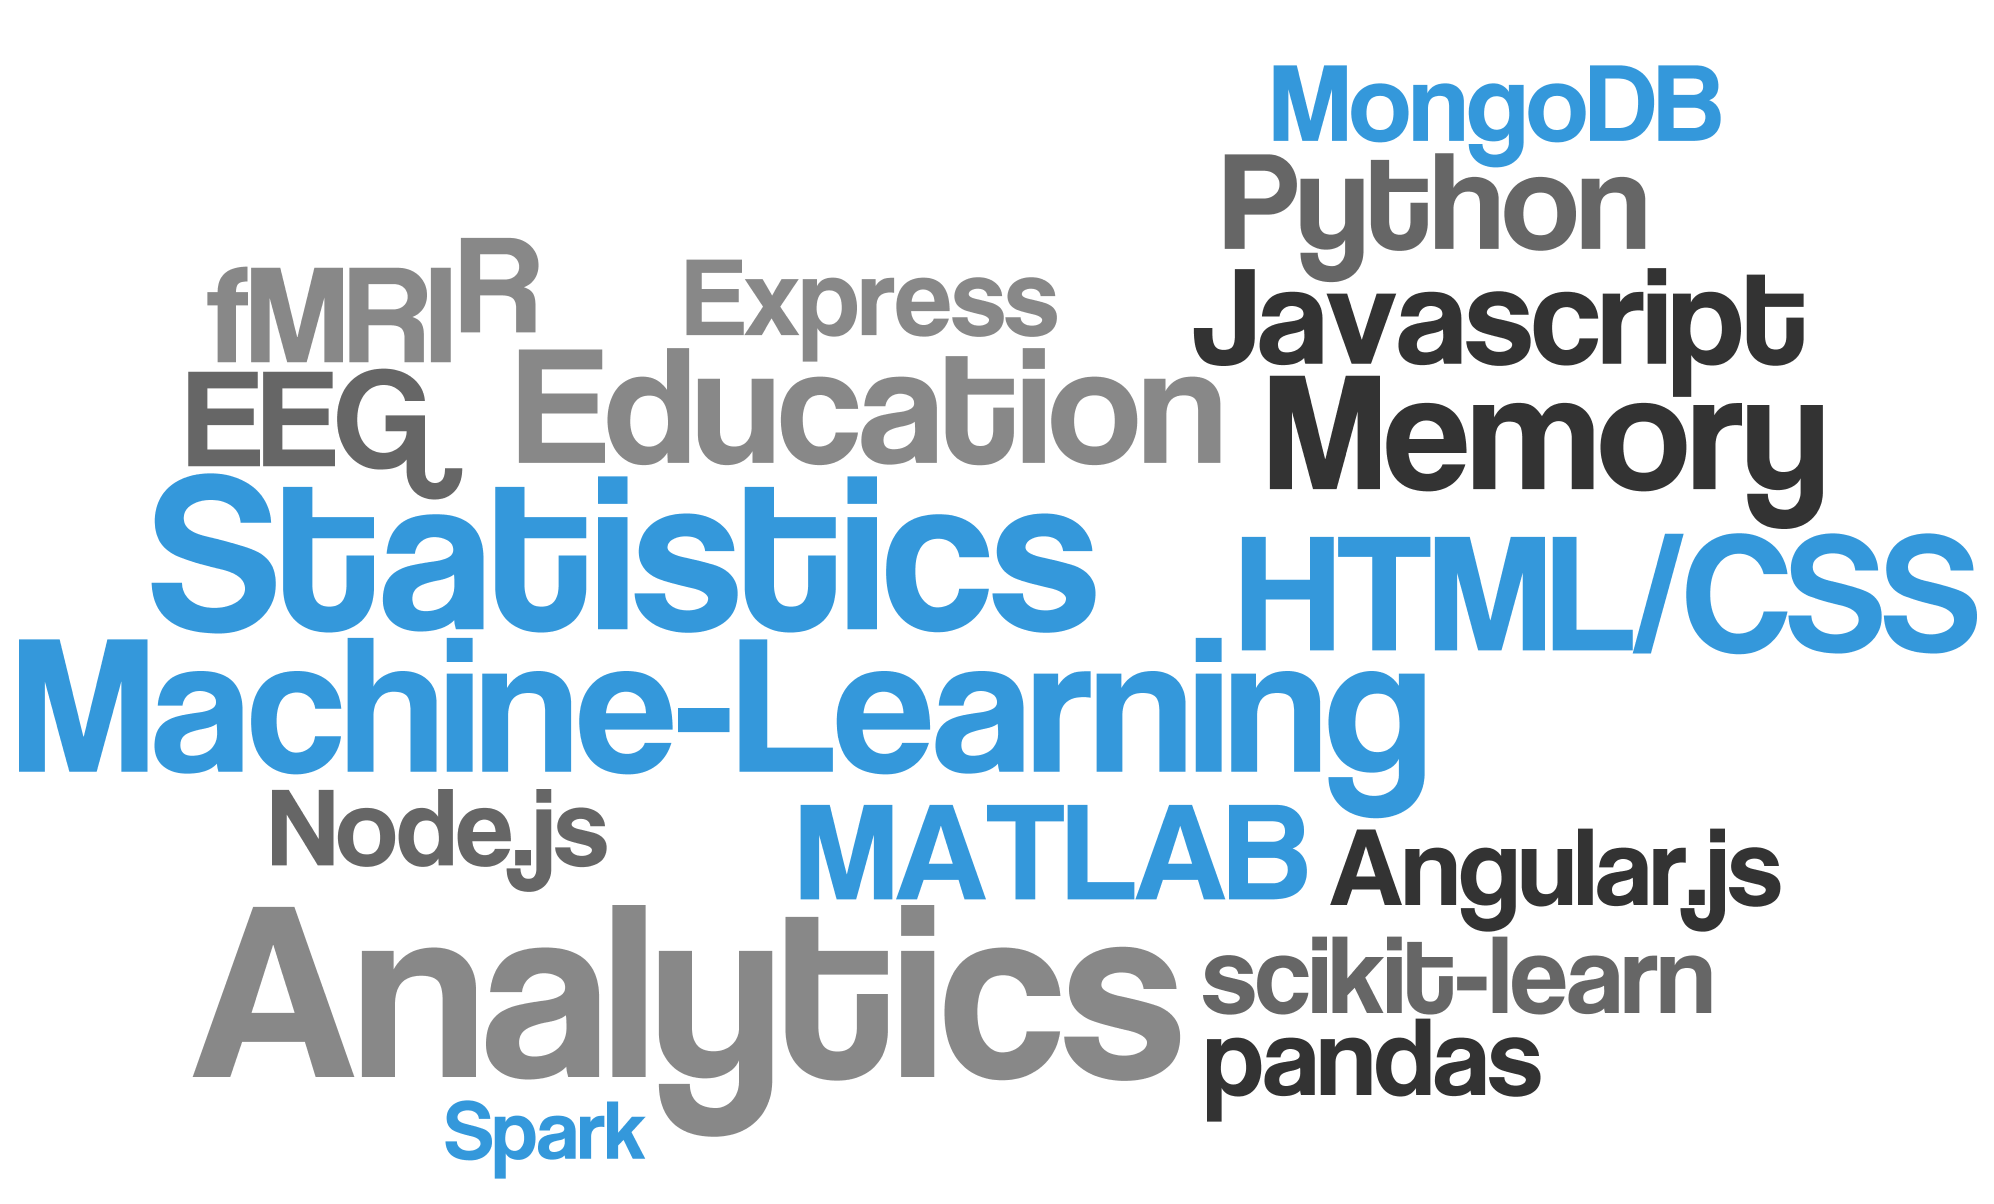 MongoDB
Python
fMRI R Express Javascript
EEG Education Memory
Statistics HTML/CSS
Machine-Learning
Node.js MATLAB Angular.js
Analytics scikit-learn
pandas
Spark